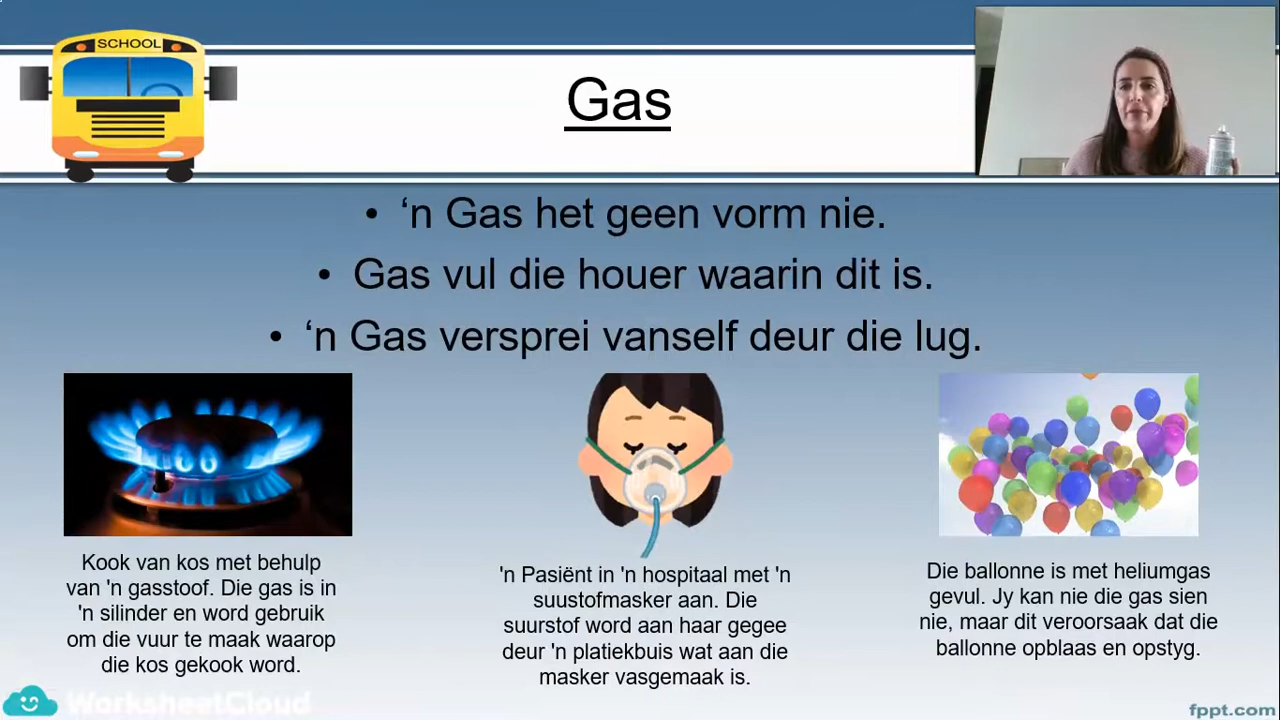 SCHOOL
Gas
• ‘n Gas het geen vorm nie.
• Gas vul die houer waarin dit is.
• ‘n Gas versprei vanself deur die lug.
Kook van kos met behulp
van 'n gasstoof. Die gas is in
'n silinder en word gebruik
om die vuur te maak waarop
die kos gekook word.
'n Pasiënt in 'n hospitaal met 'n
suustofmasker aan. Die
suurstof word aan haar gegee
deur 'n platiekbuis wat aan die
masker vasgemaak is.
Die ballonne is met heliumgas
gevul. Jy kan nie die gas sien
nie, maar dit veroorsaak dat die
ballonne opblaas en opstyg.
WorksheetCloud
fppt.com